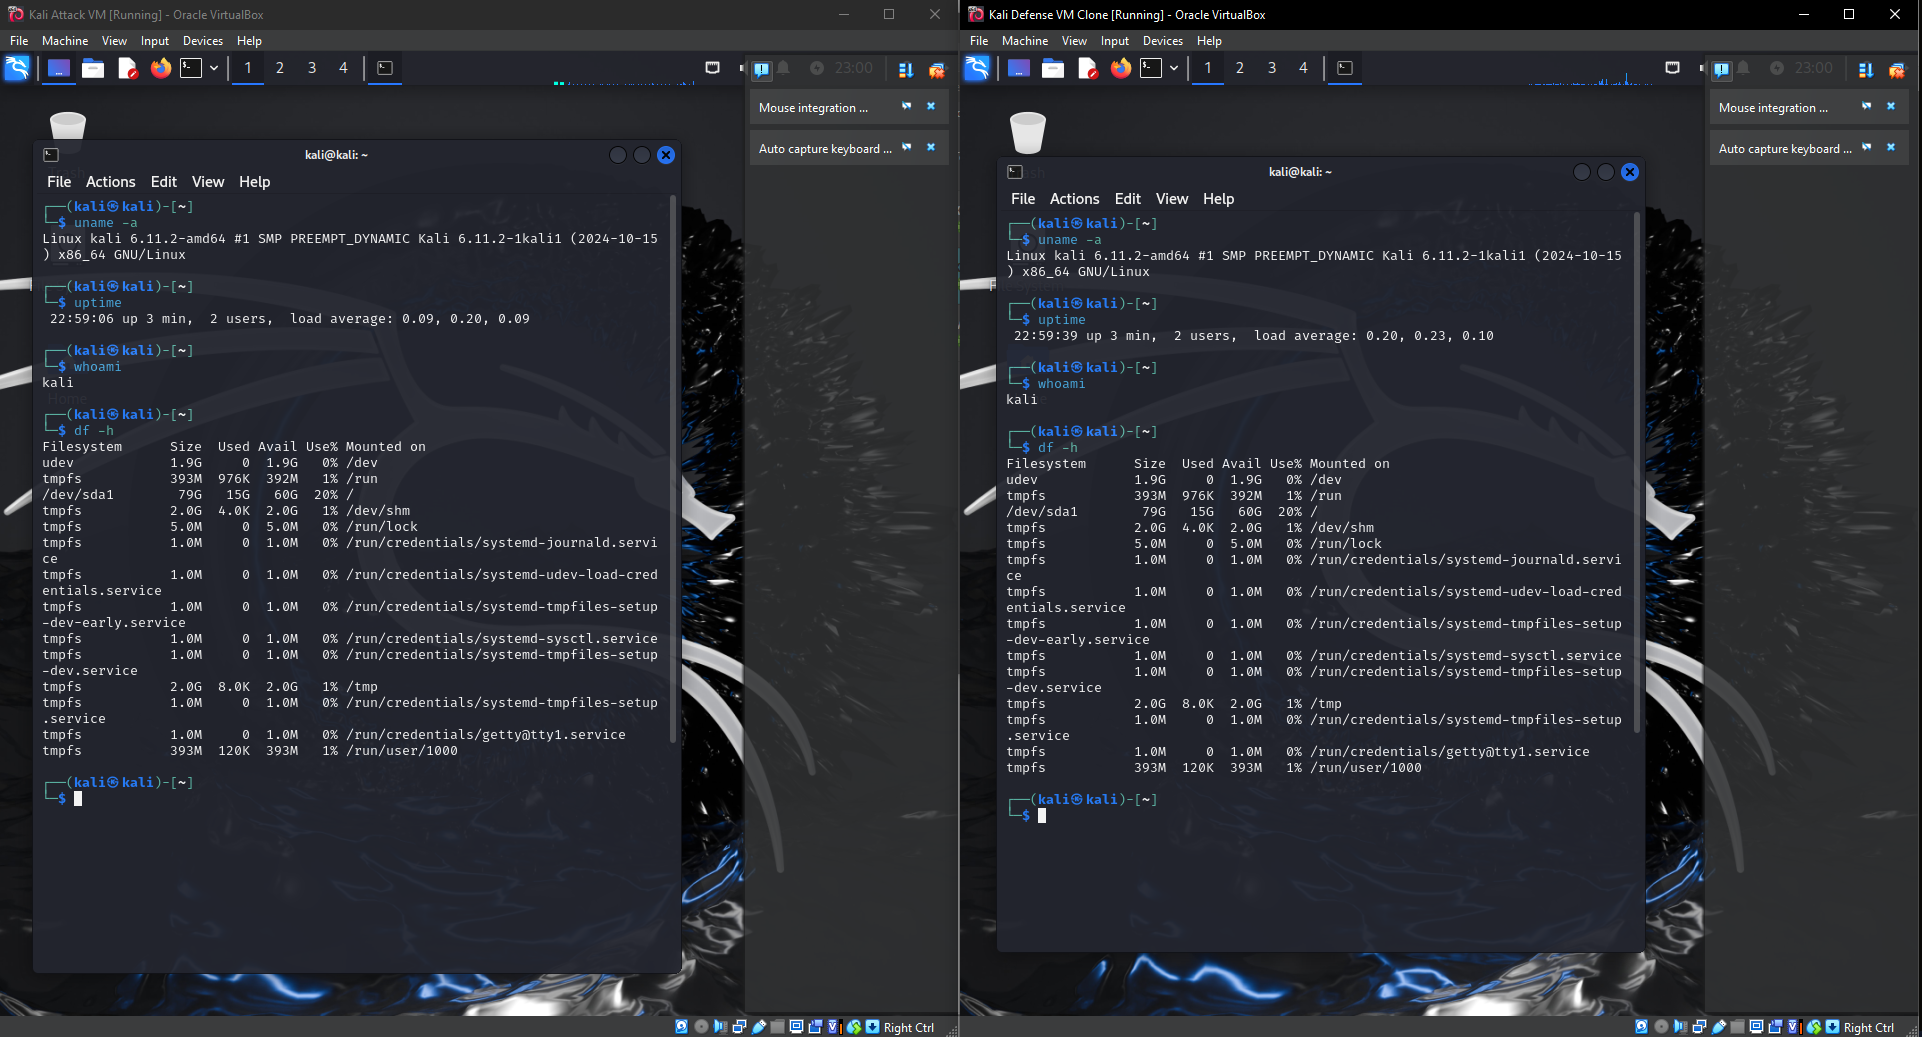 Kali Attack VM [Running] - Oracle VirtualBox
File Machine View Input Devices Help
1 2 3 4 23:00
Mouse integration ...
Auto capture keyboard ...
kali@kali: ~
File Actions Edit View Help
┌──(kali㉿kali)-[~]
└─$ uname -a
Linux kali 6.11.2-amd64 #1 SMP PREEMPT_DYNAMIC Kali 6.11.2-1kali1 (2024-10-15
) x86_64 GNU/Linux
┌──(kali㉿kali)-[~]
└─$ uptime
22:59:06 up 3 min, 2 users, load average: 0.09, 0.20, 0.09
┌──(kali㉿kali)-[~]
└─$ whoami
kali
Home
┌──(kali㉿kali)-[~]
└─$ df -h
Filesystem Size Used Avail Use% Mounted on
udev 1.9G 0 1.9G 0% /dev
tmpfs 393M 976K 392M 1% /run
/dev/sda1 79G 15G 60G 20% /
tmpfs 2.0G 4.0K 2.0G 1% /dev/shm
tmpfs 5.0M 0 5.0M 0% /run/lock
tmpfs 1.0M 0 1.0M 0% /run/credentials/systemd-journald.servi
ce
tmpfs 1.0M 0 1.0M 0% /run/credentials/systemd-udev-load-cred
entials.service
tmpfs 1.0M 0 1.0M 0% /run/credentials/systemd-tmpfiles-setup
-dev-early.service
tmpfs 1.0M 0 1.0M 0% /run/credentials/systemd-sysctl.service
tmpfs 1.0M 0 1.0M 0% /run/credentials/systemd-tmpfiles-setup
-dev.service
tmpfs 2.0G 8.0K 2.0G 1% /tmp
tmpfs 1.0M 0 1.0M 0% /run/credentials/systemd-tmpfiles-setup
.service
tmpfs 1.0M 0 1.0M 0% /run/credentials/getty@tty1.service
tmpfs 393M 120K 393M 1% /run/user/1000
┌──(kali㉿kali)-[~]
└─$
Right Ctrl
Kali Defense VM Clone [Running] - Oracle VirtualBox
File Machine View Input Devices Help
1 2 3 4 23:00
Mouse integration ...
Auto capture keyboard ...
kali@kali: ~
File Actions Edit View Help
┌──(kali㉿kali)-[~]
└─$ uname -a
Linux kali 6.11.2-amd64 #1 SMP PREEMPT_DYNAMIC Kali 6.11.2-1kali1 (2024-10-15
) x86_64 GNU/Linux
┌──(kali㉿kali)-[~]
└─$ uptime
22:59:39 up 3 min, 2 users, load average: 0.20, 0.23, 0.10
┌──(kali㉿kali)-[~]
└─$ whoami
kali
┌──(kali㉿kali)-[~]
└─$ df -h
Filesystem Size Used Avail Use% Mounted on
udev 1.9G 0 1.9G 0% /dev
tmpfs 393M 976K 392M 1% /run
/dev/sda1 79G 15G 60G 20% /
tmpfs 2.0G 4.0K 2.0G 1% /dev/shm
tmpfs 5.0M 0 5.0M 0% /run/lock
tmpfs 1.0M 0 1.0M 0% /run/credentials/systemd-journald.servi
ce
tmpfs 1.0M 0 1.0M 0% /run/credentials/systemd-udev-load-cred
entials.service
tmpfs 1.0M 0 1.0M 0% /run/credentials/systemd-tmpfiles-setup
-dev-early.service
tmpfs 1.0M 0 1.0M 0% /run/credentials/systemd-sysctl.service
tmpfs 1.0M 0 1.0M 0% /run/credentials/systemd-tmpfiles-setup
-dev.service
tmpfs 2.0G 8.0K 2.0G 1% /tmp
tmpfs 1.0M 0 1.0M 0% /run/credentials/systemd-tmpfiles-setup
.service
tmpfs 1.0M 0 1.0M 0% /run/credentials/getty@tty1.service
tmpfs 393M 120K 393M 1% /run/user/1000
┌──(kali㉿kali)-[~]
└─$
Right Ctrl